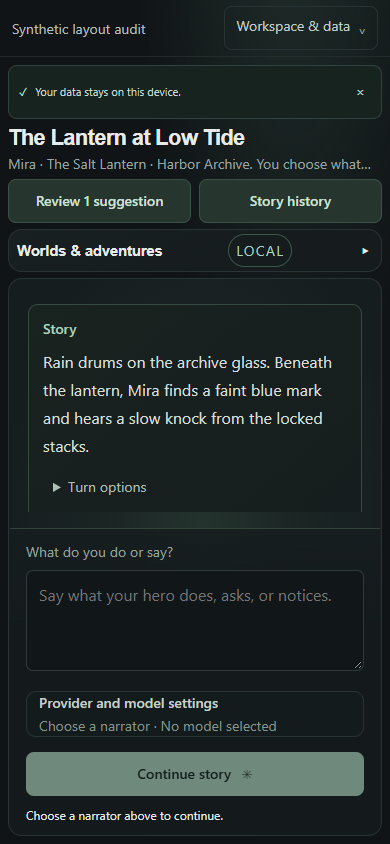 Synthetic layout audit
Workspace & data
✓ Your data stays on this device. ×
The Lantern at Low Tide
Mira · The Salt Lantern · Harbor Archive. You choose what…
Review 1 suggestion
Story history
Worlds & adventures
LOCAL
Story
Rain drums on the archive glass. Beneath
the lantern, Mira finds a faint blue mark
and hears a slow knock from the locked
stacks.
▶ Turn options
What do you do or say?
Say what your hero does, asks, or notices.
Provider and model settings
Choose a narrator · No model selected
Continue story ✳
Choose a narrator above to continue.